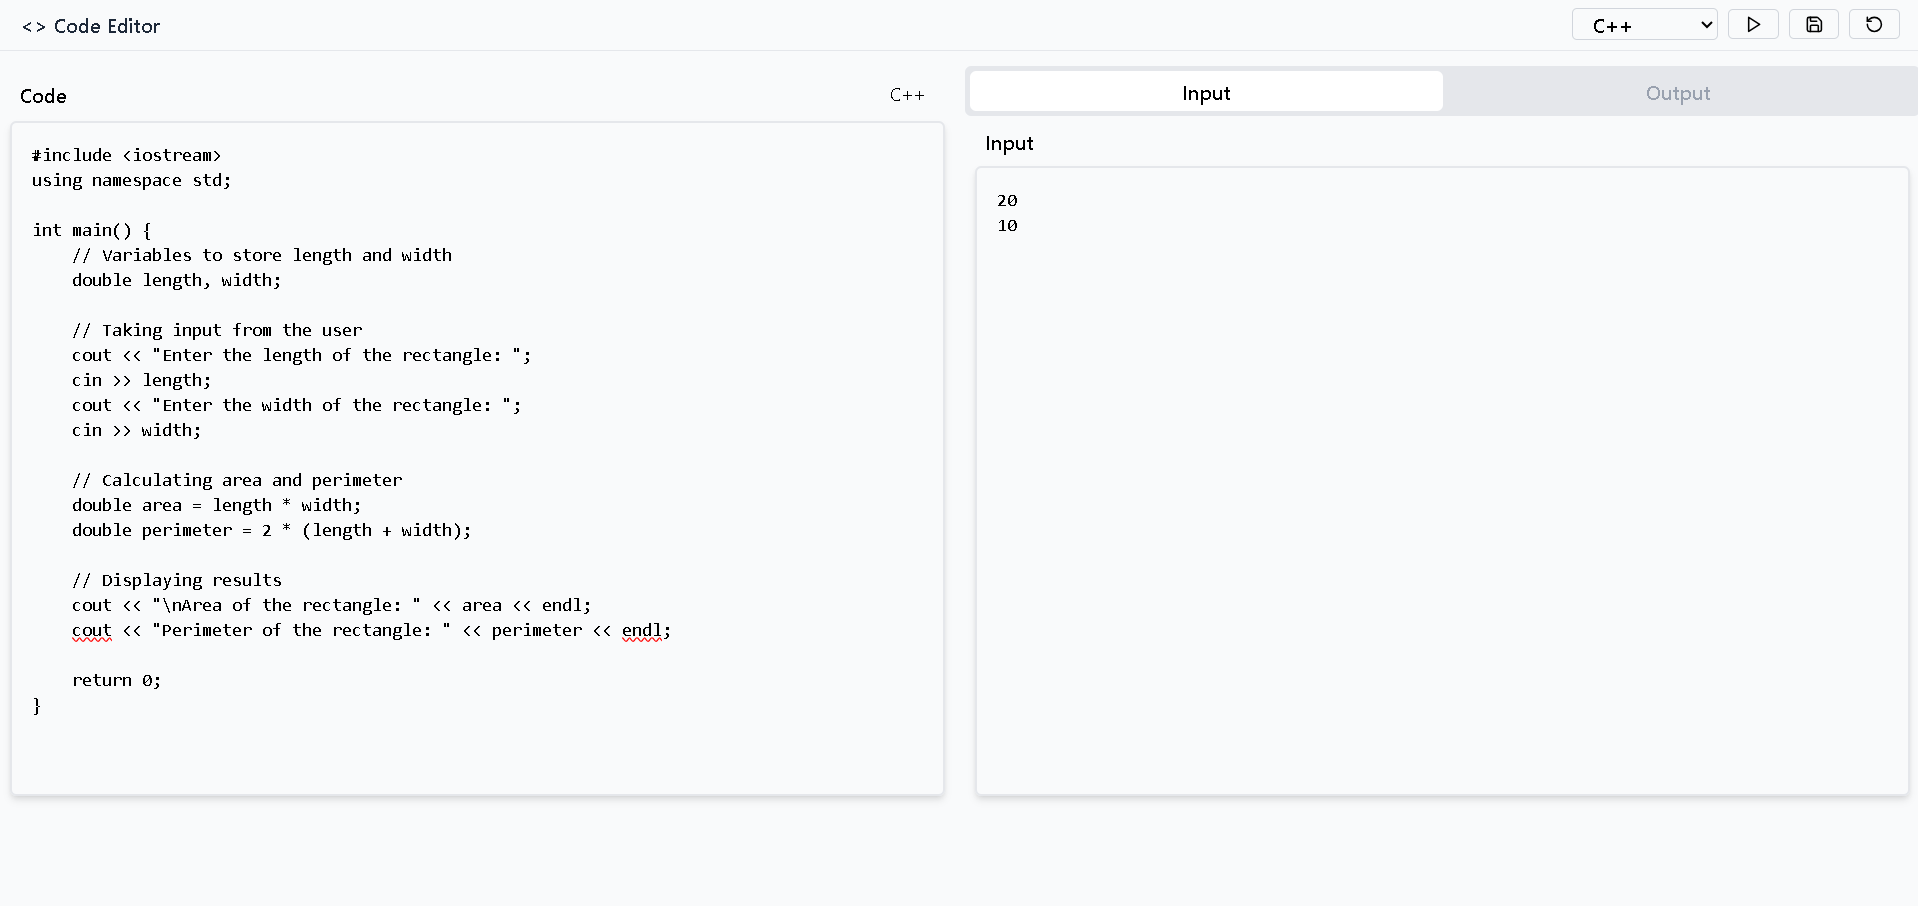 <> Code Editor
C++
Code
C++
#include <iostream>
using namespace std;
int main() {
    // Variables to store length and width
    double length, width;
    // Taking input from the user
    cout << "Enter the length of the rectangle: ";
    cin >> length;
    cout << "Enter the width of the rectangle: ";
    cin >> width;
    // Calculating area and perimeter
    double area = length * width;
    double perimeter = 2 * (length + width);
    // Displaying results
    cout << "\nArea of the rectangle: " << area << endl;
    cout << "Perimeter of the rectangle: " << perimeter << endl;
    return 0;
}
Input
Output
Input
20
10